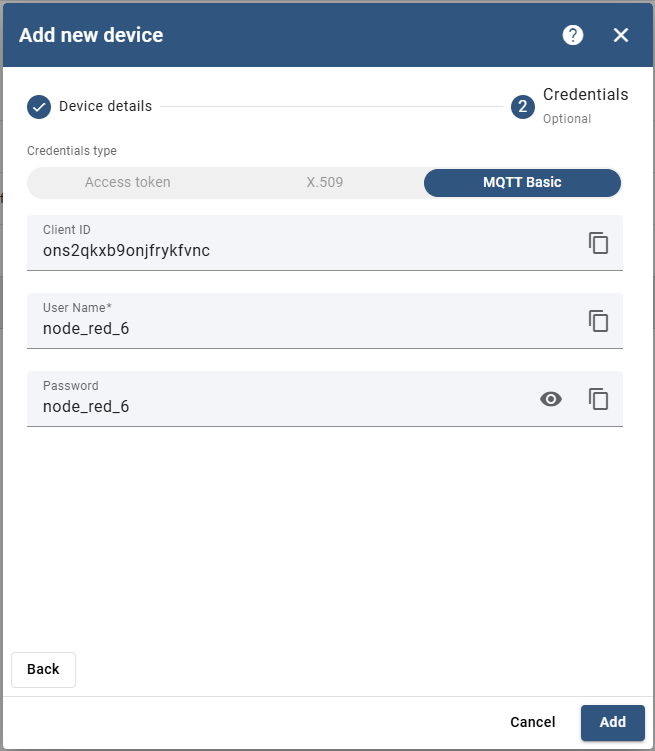 Add new device
?
Device details
2
Credentials
Optional
Credentials type
Access token X.509 MQTT Basic
Client ID
ons2qkxb9onjfrykfvnc
User Name*
node_red_6
Password
node_red_6
Back
Cancel Add